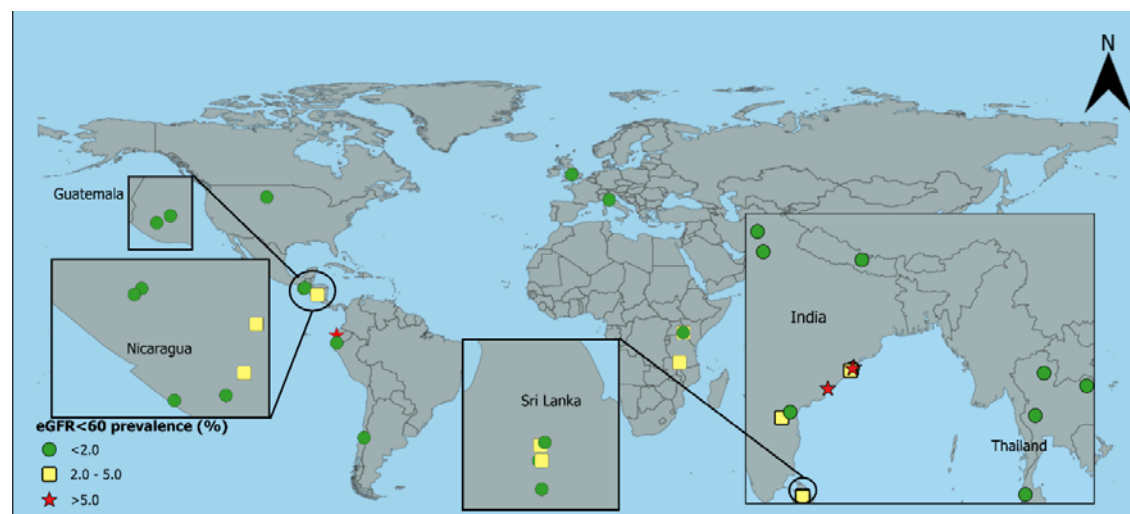 N
Guatemala
Nicaragua
India
Sri Lanka
Thailand
eGFR<60 prevalence (%)
<2.0
2.0 - 5.0
>5.0